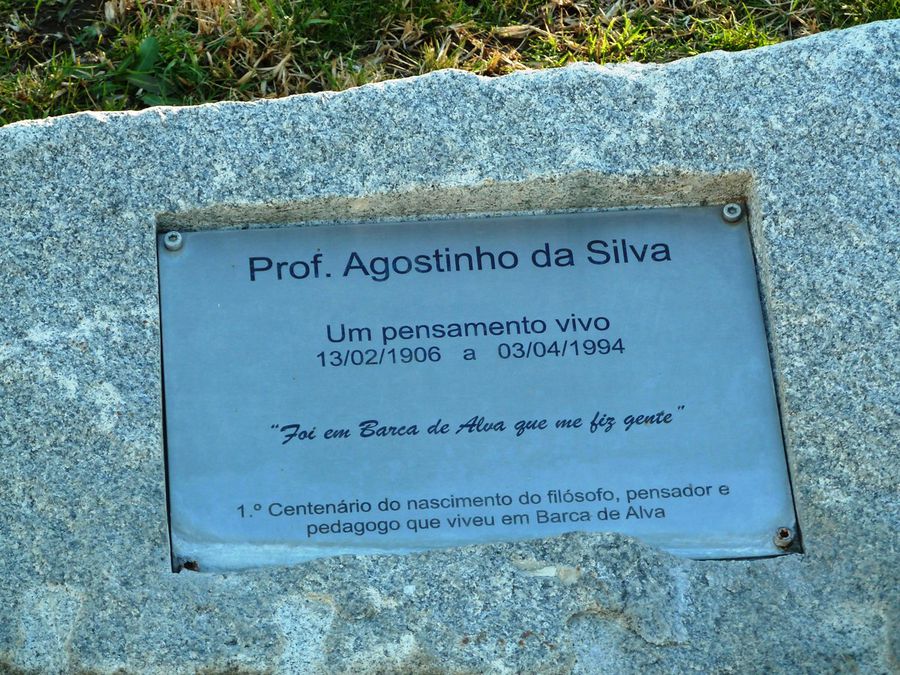 Prof. Agostinho da Silva
Um pensamento vivo
13/02/1906 a 03/04/1994
“Foi em Barca de Alva que me fiz gente”
1.º Centenário do nascimento do filósofo, pensador e
pedagogo que viveu em Barca de Alva